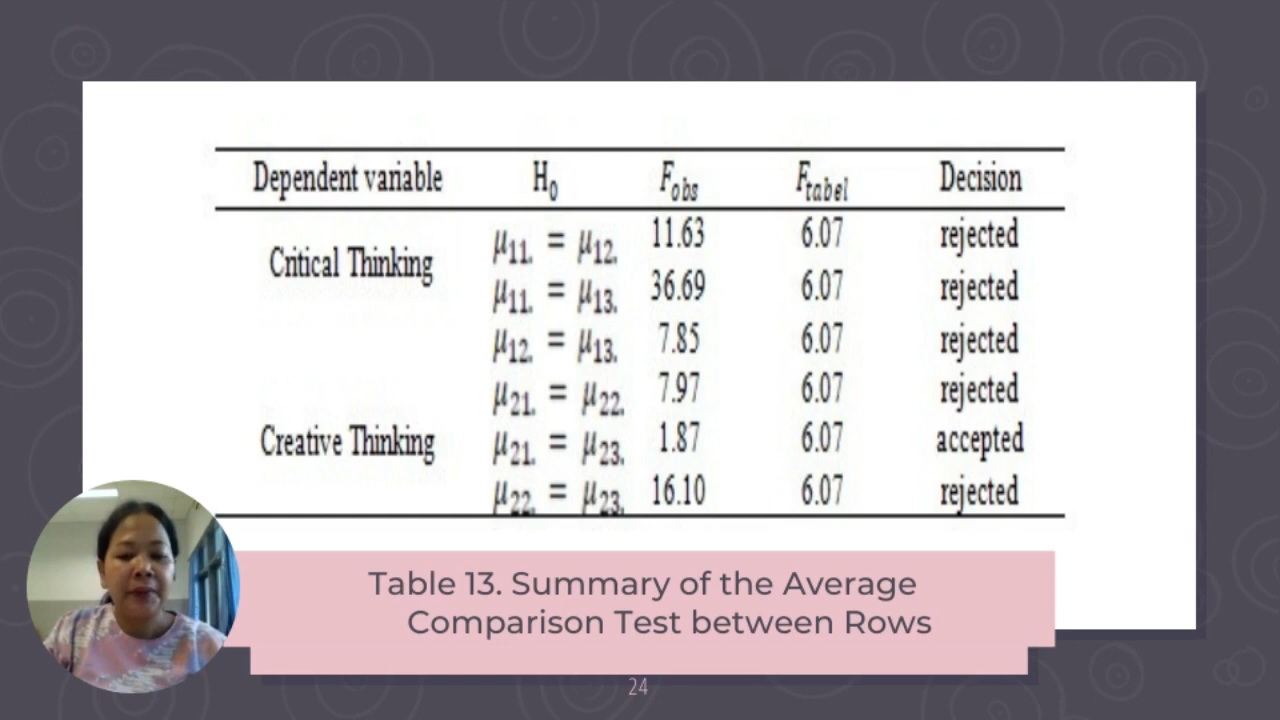 Dependent variable H₀ F_obs F_tabel Decision
Critical Thinking μ₁₁. = μ₁₂. 11.63 6.07 rejected
μ₁₁. = μ₁₃. 36.69 6.07 rejected
μ₁₂. = μ₁₃. 7.85 6.07 rejected
μ₂₁. = μ₂₂. 7.97 6.07 rejected
Creative Thinking μ₂₁. = μ₂₃. 1.87 6.07 accepted
μ₂₂. = μ₂₃. 16.10 6.07 rejected
Table 13. Summary of the Average
Comparison Test between Rows
24